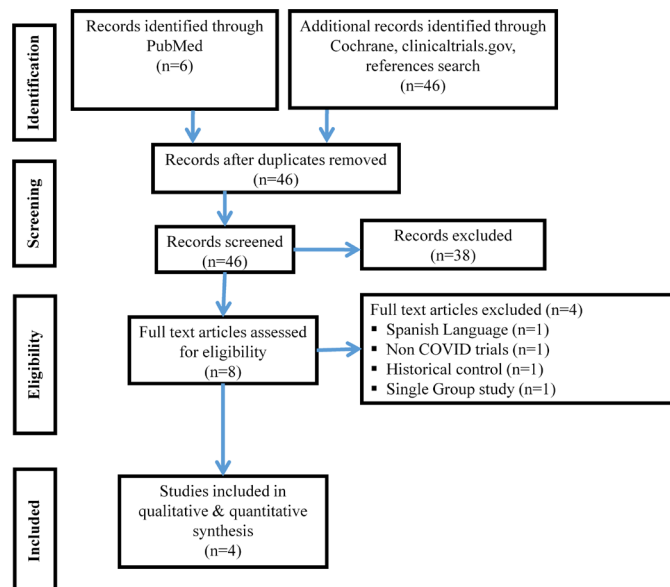 Identification
Records identified through
PubMed
(n=6)
Additional records identified through
Cochrane, clinicaltrials.gov,
references search
(n=46)
Records after duplicates removed
(n=46)
Screening
Records screened
(n=46)
Records excluded
(n=38)
Eligibility
Full text articles assessed
for eligibility
(n=8)
Full text articles excluded (n=4)
▪ Spanish Language (n=1)
▪ Non COVID trials (n=1)
▪ Historical control (n=1)
▪ Single Group study (n=1)
Included
Studies included in
qualitative & quantitative
synthesis
(n=4)